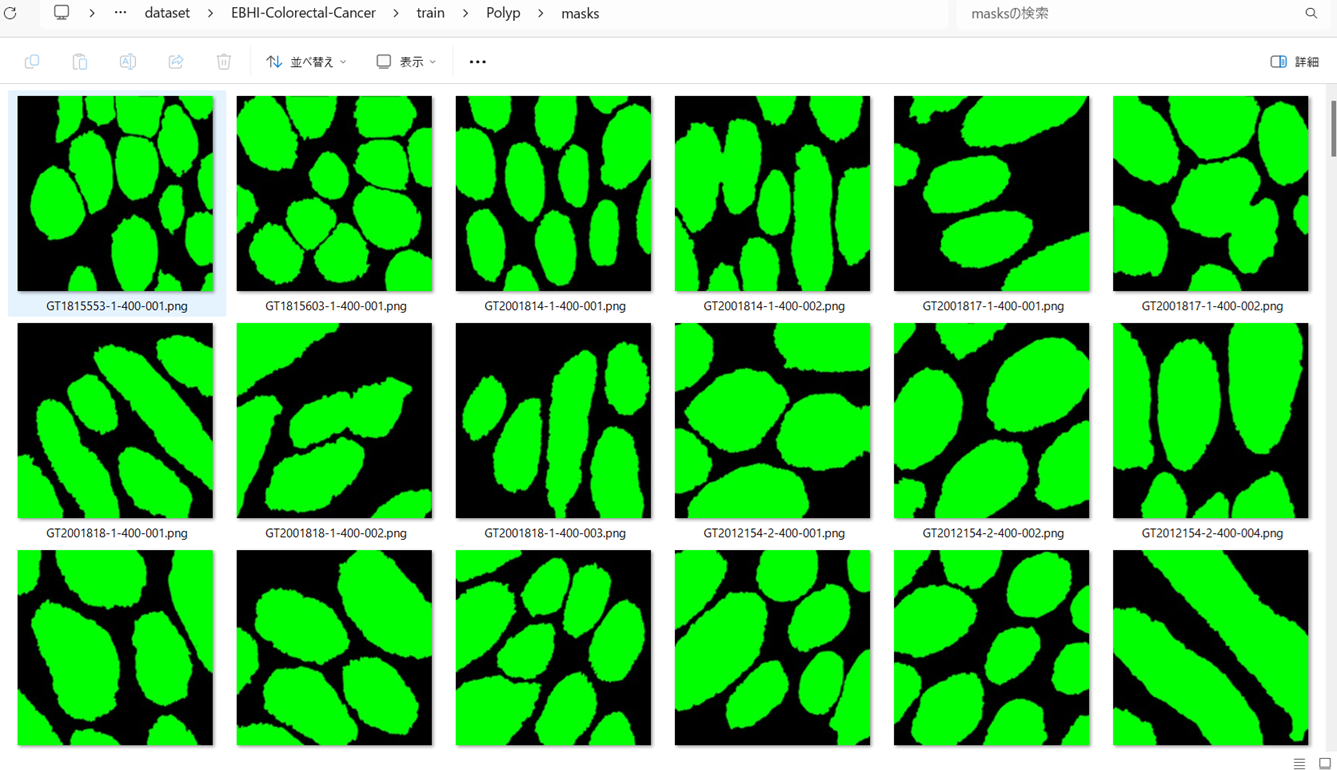 … dataset > EBHI-Colorectal-Cancer > train > Polyp > masks
masksの検索
並べ替え 表示 … 詳細
GT1815553-1-400-001.png GT1815603-1-400-001.png GT2001814-1-400-001.png GT2001814-1-400-002.png GT2001817-1-400-001.png GT2001817-1-400-002.png
GT2001818-1-400-001.png GT2001818-1-400-002.png GT2001818-1-400-003.png GT2012154-2-400-001.png GT2012154-2-400-002.png GT2012154-2-400-004.png